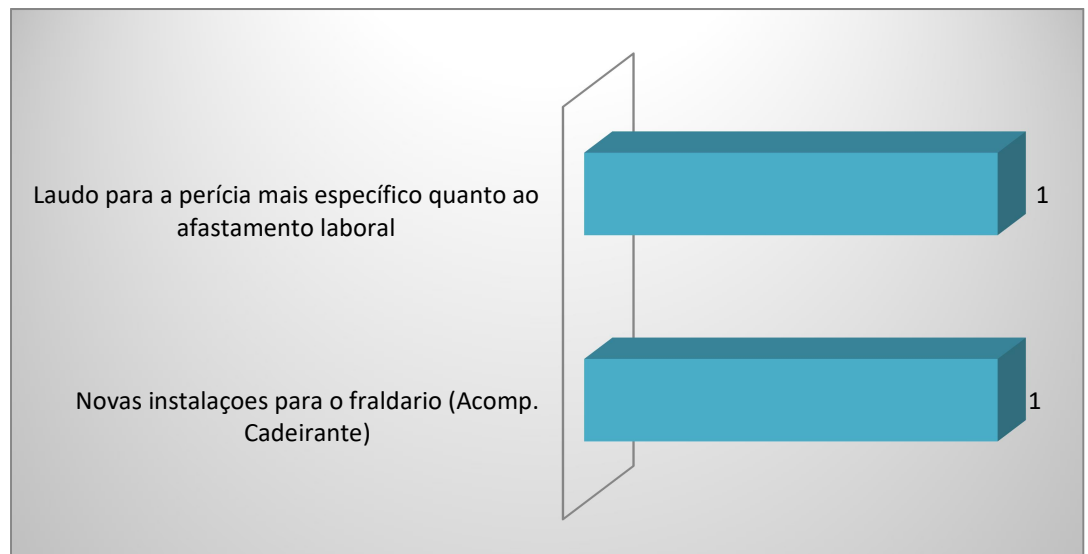 Laudo para a perícia mais específico quanto ao
afastamento laboral
1
Novas instalaçoes para o fraldario (Acomp.
Cadeirante)
1